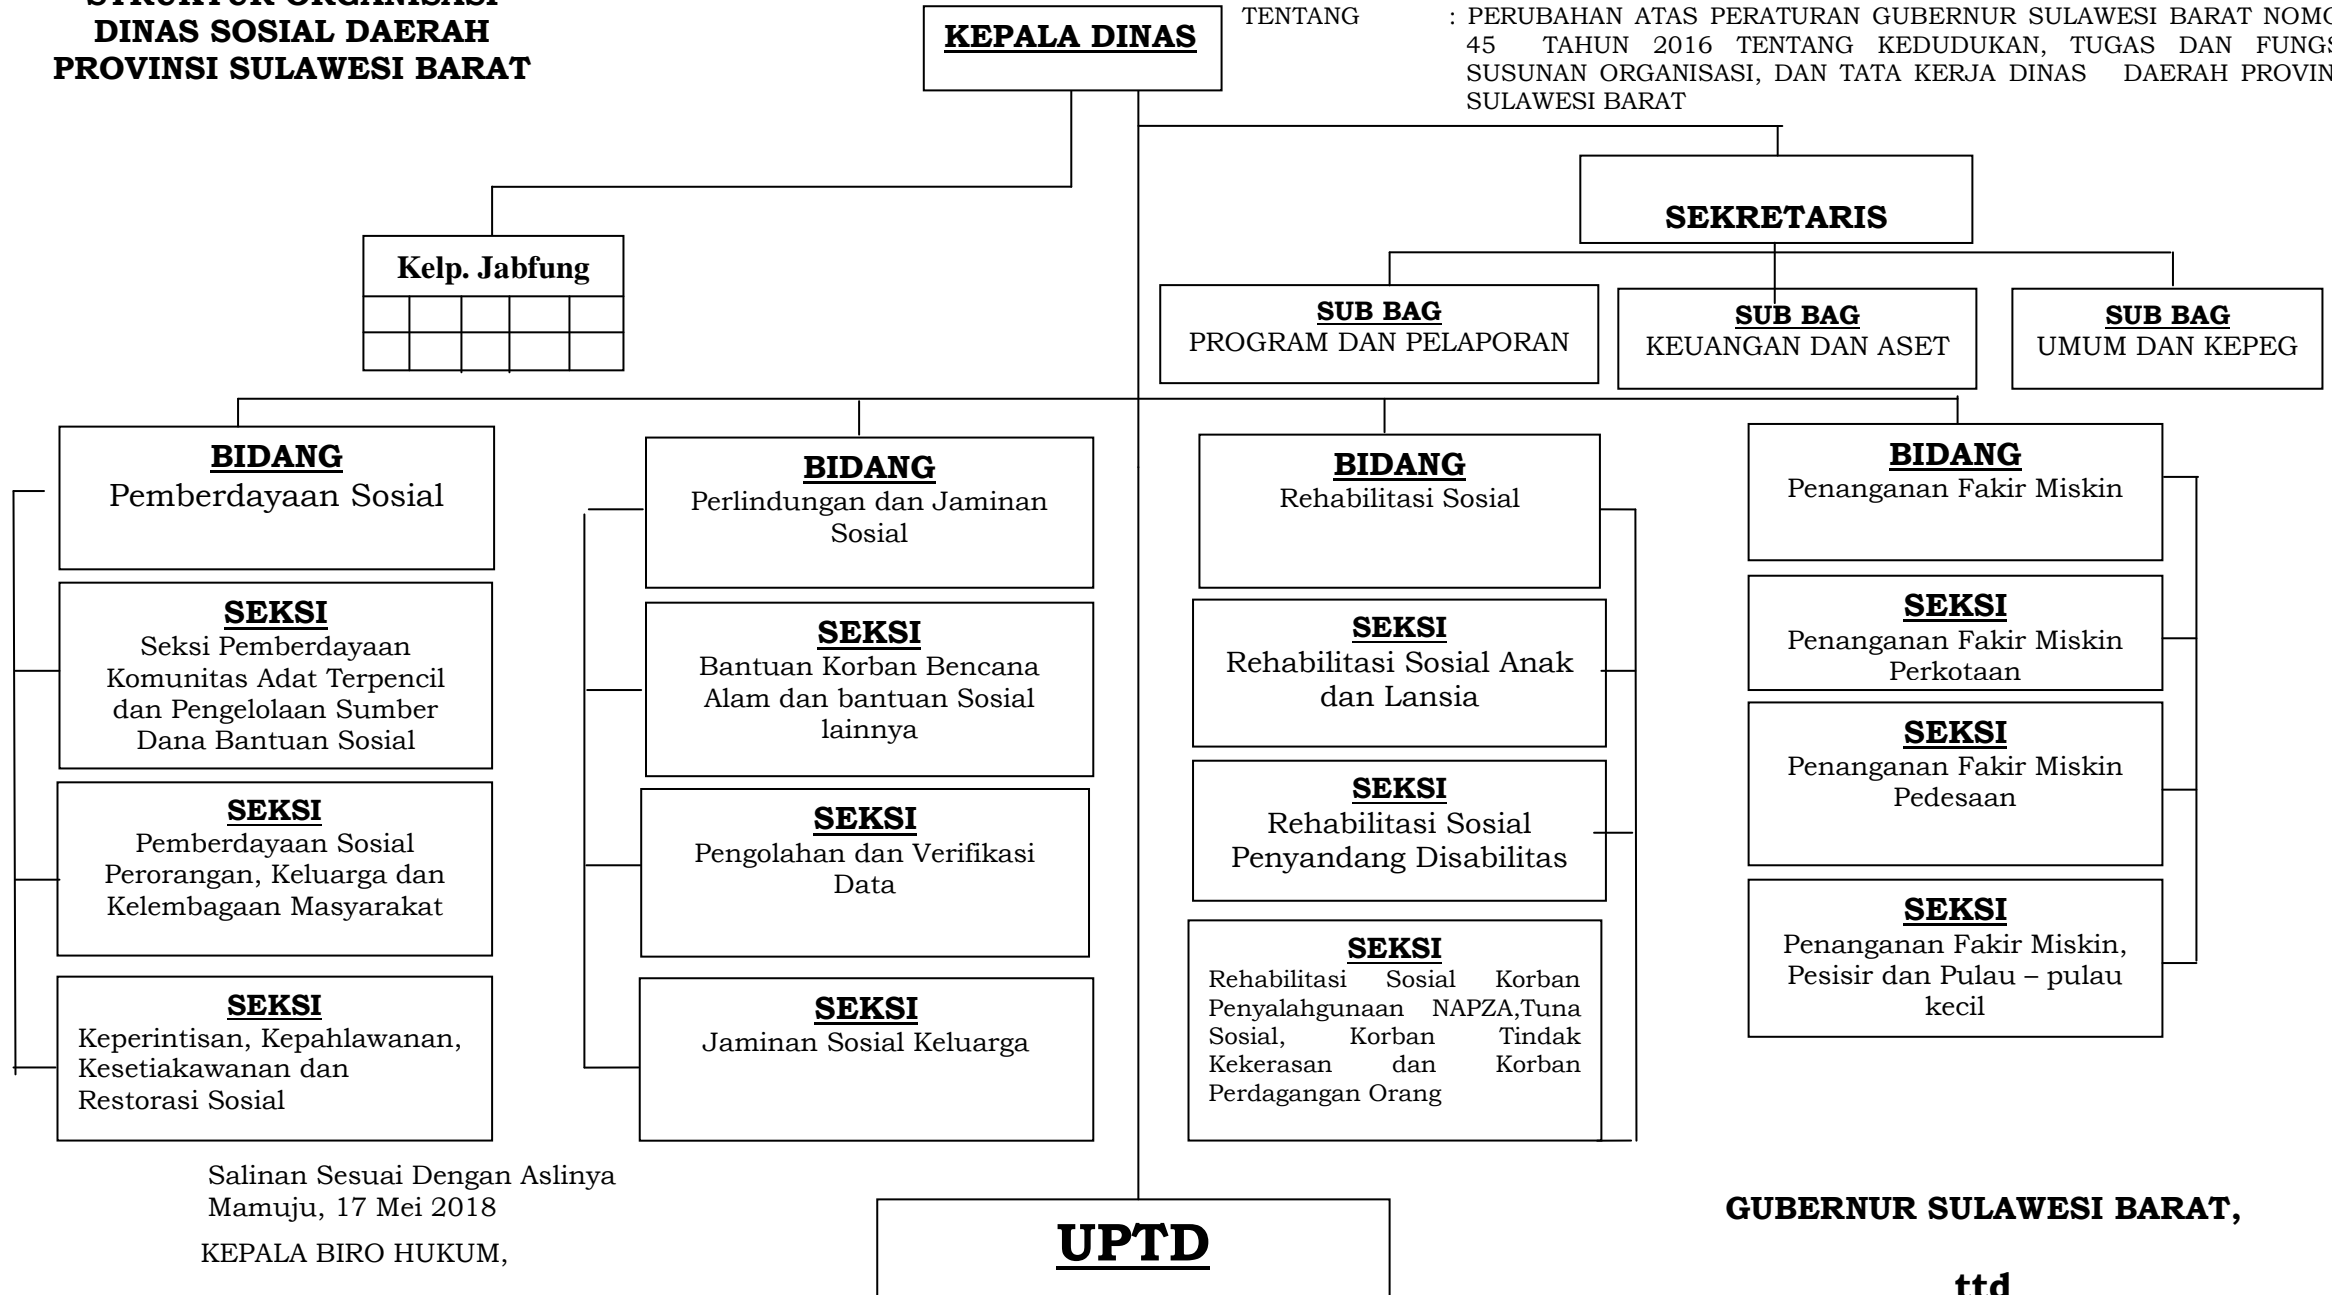 STRUKTUR ORGANISASI
DINAS SOSIAL DAERAH
PROVINSI SULAWESI BARAT
KEPALA DINAS
TENTANG : PERUBAHAN ATAS PERATURAN GUBERNUR SULAWESI BARAT NOMO
45 TAHUN 2016 TENTANG KEDUDUKAN, TUGAS DAN FUNGS
SUSUNAN ORGANISASI, DAN TATA KERJA DINAS DAERAH PROVIN
SULAWESI BARAT
SEKRETARIS
Kelp. Jabfung
SUB BAG
PROGRAM DAN PELAPORAN
SUB BAG
KEUANGAN DAN ASET
SUB BAG
UMUM DAN KEPEG
BIDANG
Pemberdayaan Sosial
SEKSI
Seksi Pemberdayaan
Komunitas Adat Terpencil
dan Pengelolaan Sumber
Dana Bantuan Sosial
SEKSI
Pemberdayaan Sosial
Perorangan, Keluarga dan
Kelembagaan Masyarakat
SEKSI
Keperintisan, Kepahlawanan,
Kesetiakawanan dan
Restorasi Sosial
BIDANG
Perlindungan dan Jaminan
Sosial
SEKSI
Bantuan Korban Bencana
Alam dan bantuan Sosial
lainnya
SEKSI
Pengolahan dan Verifikasi
Data
SEKSI
Jaminan Sosial Keluarga
BIDANG
Rehabilitasi Sosial
SEKSI
Rehabilitasi Sosial Anak
dan Lansia
SEKSI
Rehabilitasi Sosial
Penyandang Disabilitas
SEKSI
Rehabilitasi Sosial Korban
Penyalahgunaan NAPZA,Tuna
Sosial, Korban Tindak
Kekerasan dan Korban
Perdagangan Orang
BIDANG
Penanganan Fakir Miskin
SEKSI
Penanganan Fakir Miskin
Perkotaan
SEKSI
Penanganan Fakir Miskin
Pedesaan
SEKSI
Penanganan Fakir Miskin,
Pesisir dan Pulau – pulau
kecil
Salinan Sesuai Dengan Aslinya
Mamuju, 17 Mei 2018
KEPALA BIRO HUKUM,
UPTD
GUBERNUR SULAWESI BARAT,
ttd